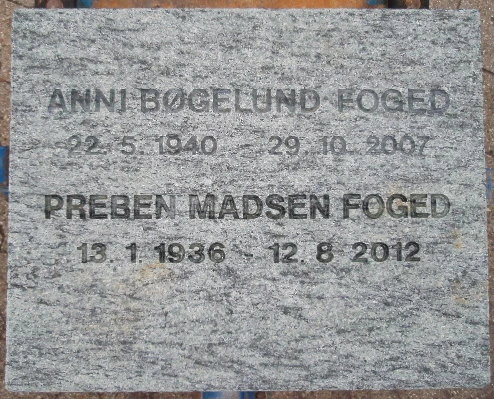 ANNI BØGELUND FOGED
22. 5. 1940 - 29. 10. 2007
PREBEN MADSEN FOGED
13. 1. 1936 - 12. 8. 2012